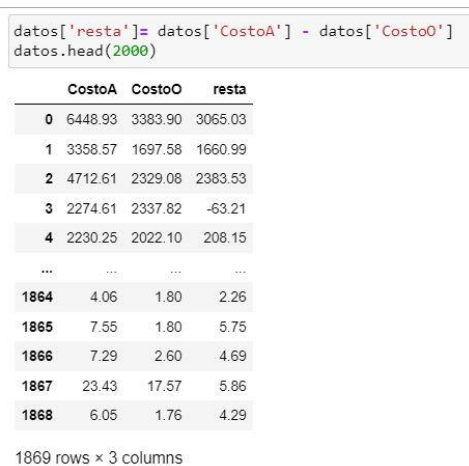 datos['resta']= datos['CostoA'] - datos['CostoO']
datos.head(2000)
CostoA CostoO resta
0 6448.93 3383.90 3065.03
1 3358.57 1697.58 1660.99
2 4712.61 2329.08 2383.53
3 2274.61 2337.82 -63.21
4 2230.25 2022.10 208.15
... ... ... ...
1864 4.06 1.80 2.26
1865 7.55 1.80 5.75
1866 7.29 2.60 4.69
1867 23.43 17.57 5.86
1868 6.05 1.76 4.29
1869 rows × 3 columns